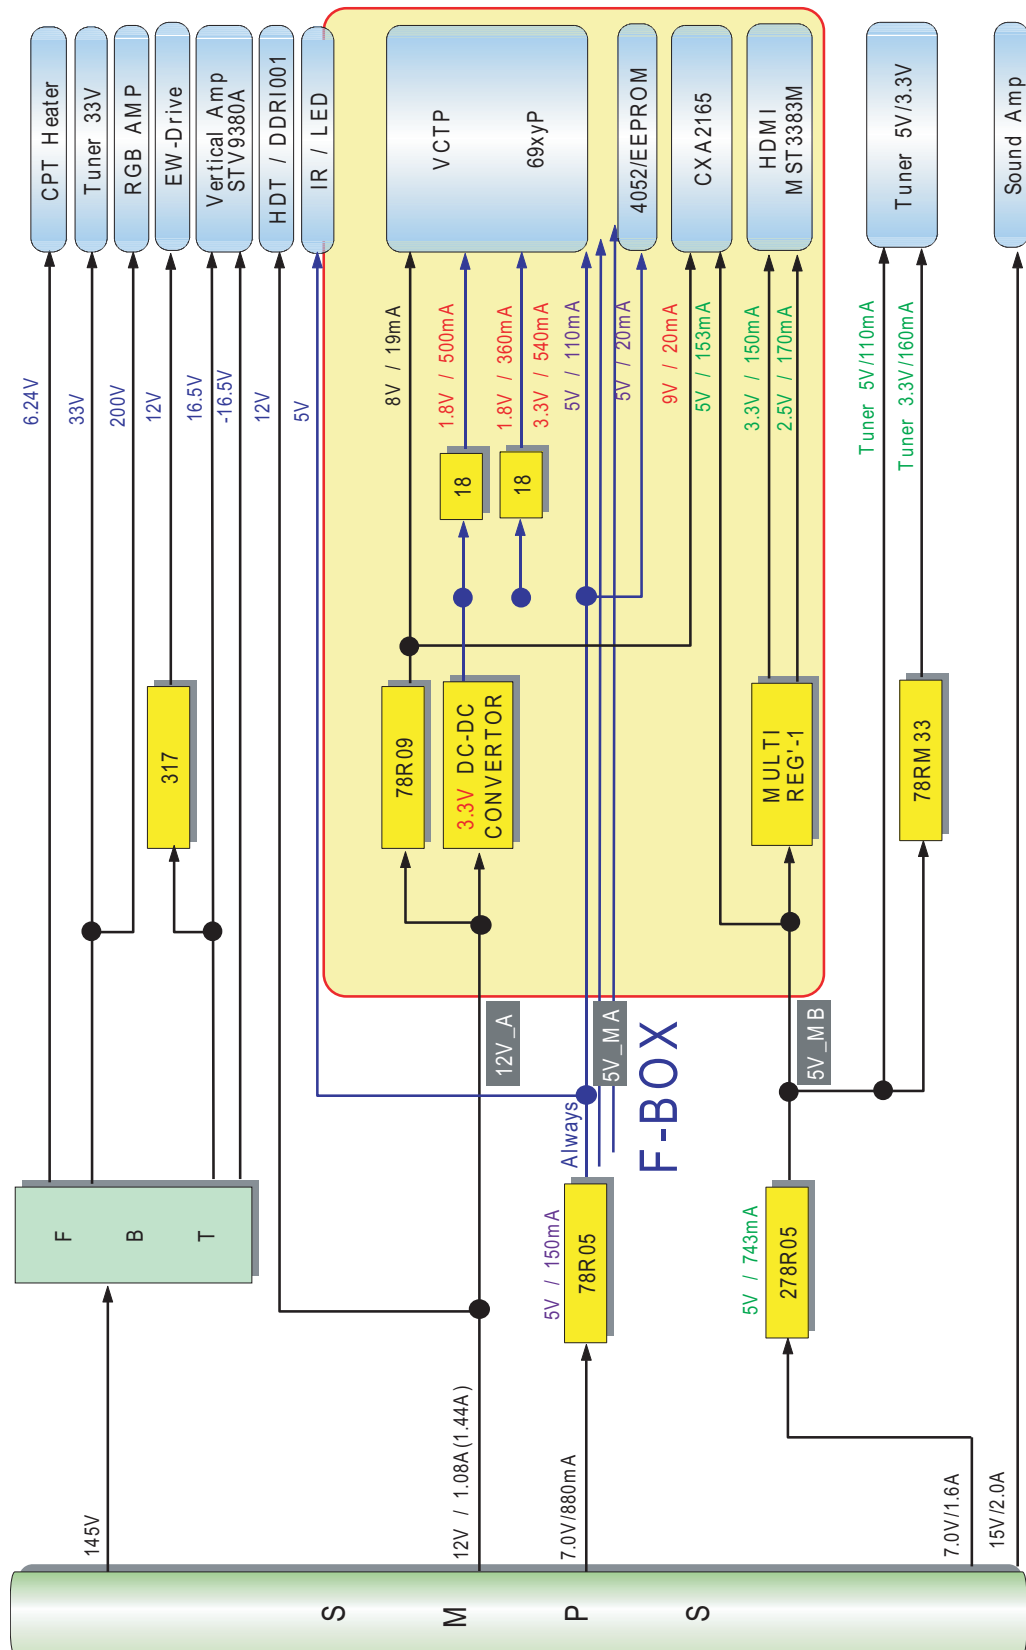 CPT Heater
Tuner 33V
RGB AMP
EW-Drive
Vertical Amp
STV9380A
HDT / DDRI001
IR / LED
VCTP
69xyP
4052/EEPROM
CXA2165
HDMI
MST3383M
Tuner 5V/3.3V
Sound Amp
6.24V
33V
200V
12V
16.5V
-16.5V
12V
5V
8V / 19mA
1.8V / 500mA
1.8V / 360mA
3.3V / 540mA
5V / 110mA
5V / 20mA
9V / 20mA
5V / 153mA
3.3V / 150mA
2.5V / 170mA
Tuner 5V/110mA
Tuner 3.3V/160mA
18
18
317
78R09
3.3V DC-DC
CONVERTOR
MULTI
REG'-1
78RM33
12V_A
5V_MA
5V_MB
F-BOX
Always
F
B
T
5V / 150mA
78R05
5V / 743mA
278R05
145V
12V / 1.08A(1.44A)
7.0V/880mA
7.0V/1.6A
15V/2.0A
S
M
P
S